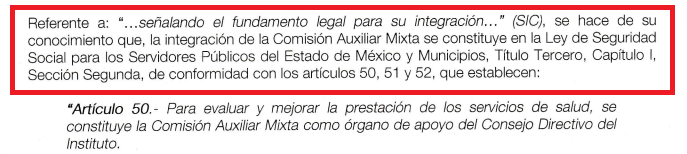 Referente a: “...señalando el fundamento legal para su integración...” (SIC), se hace de su
conocimiento que, la integración de la Comisión Auxiliar Mixta se constituye en la Ley de Seguridad
Social para los Servidores Públicos del Estado de México y Municipios, Título Tercero, Capítulo I,
Sección Segunda, de conformidad con los artículos 50, 51 y 52, que establecen:
“Artículo 50.- Para evaluar y mejorar la prestación de los servicios de salud, se
constituye la Comisión Auxiliar Mixta como órgano de apoyo del Consejo Directivo del
Instituto.